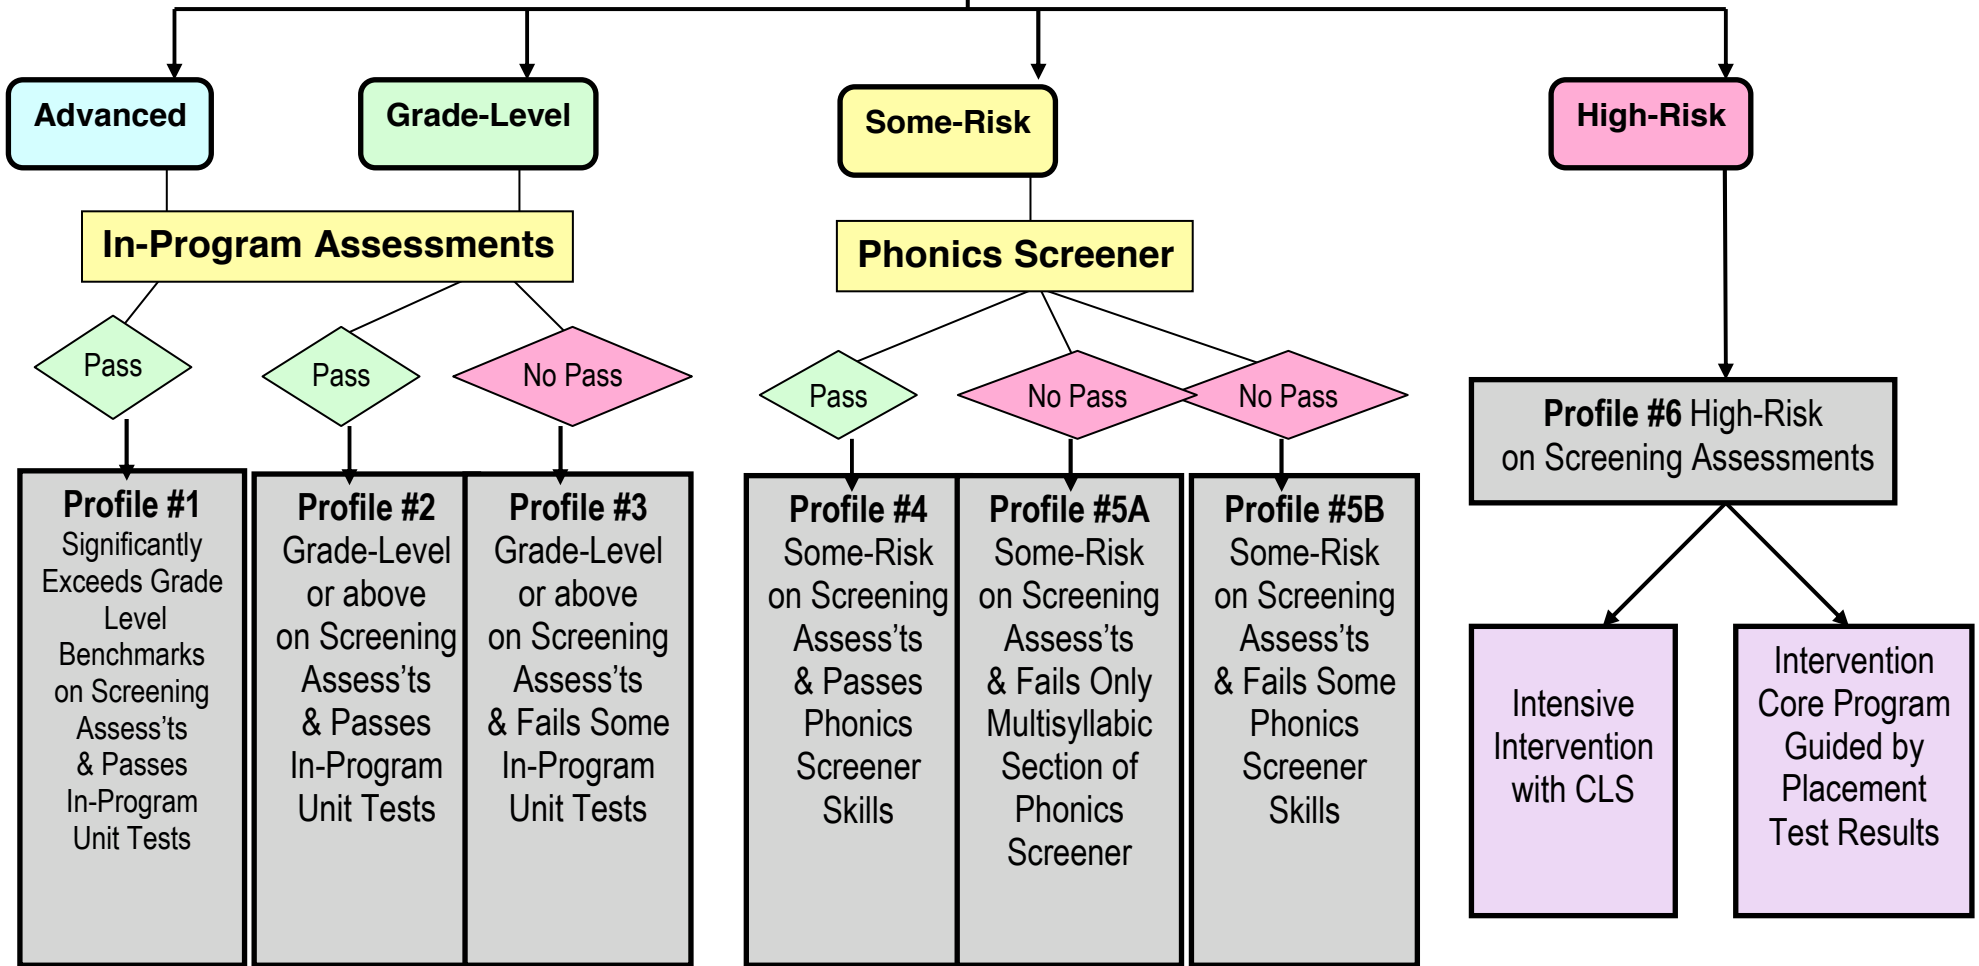 Advanced
Grade-Level
Some-Risk
High-Risk
In-Program Assessments
Phonics Screener
Pass
Pass
No Pass
Pass
No Pass
No Pass
Profile #1
Significantly
Exceeds Grade
Level
Benchmarks
on Screening
Assess’ts
& Passes
In-Program
Unit Tests
Profile #2
Grade-Level
or above
on Screening
Assess’ts
& Passes
In-Program
Unit Tests
Profile #3
Grade-Level
or above
on Screening
Assess’ts
& Fails Some
In-Program
Unit Tests
Profile #4
Some-Risk
on Screening
Assess’ts
& Passes
Phonics
Screener
Skills
Profile #5A
Some-Risk
on Screening
Assess’ts
& Fails Only
Multisyllabic
Section of
Phonics
Screener
Profile #5B
Some-Risk
on Screening
Assess’ts
& Fails Some
Phonics
Screener
Skills
Profile #6 High-Risk
on Screening Assessments
Intensive
Intervention
with CLS
Intervention
Core Program
Guided by
Placement
Test Results